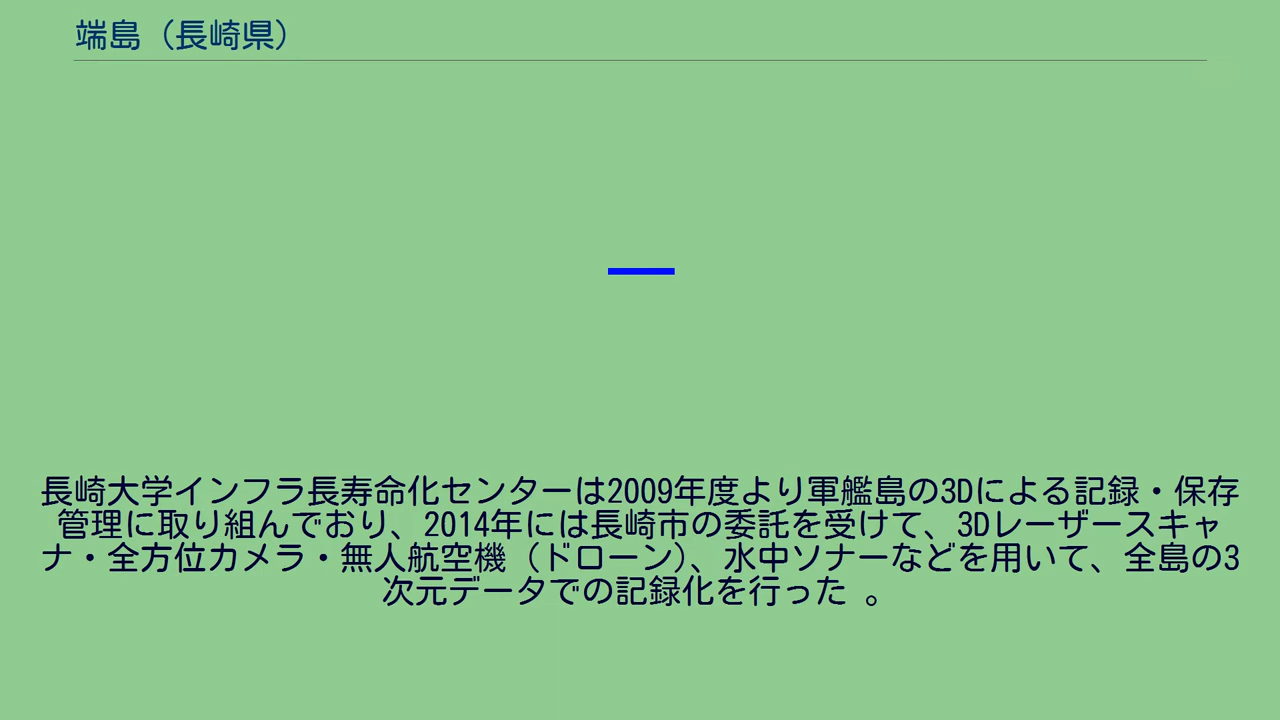 端島（長崎県）
長崎大学インフラ長寿命化センターは2009年度より軍艦島の3Dによる記録・保存
管理に取り組んでおり、2014年には長崎市の委託を受けて、3Dレーザースキャ
ナ・全方位カメラ・無人航空機（ドローン）、水中ソナーなどを用いて、全島の3
次元データでの記録化を行った 。